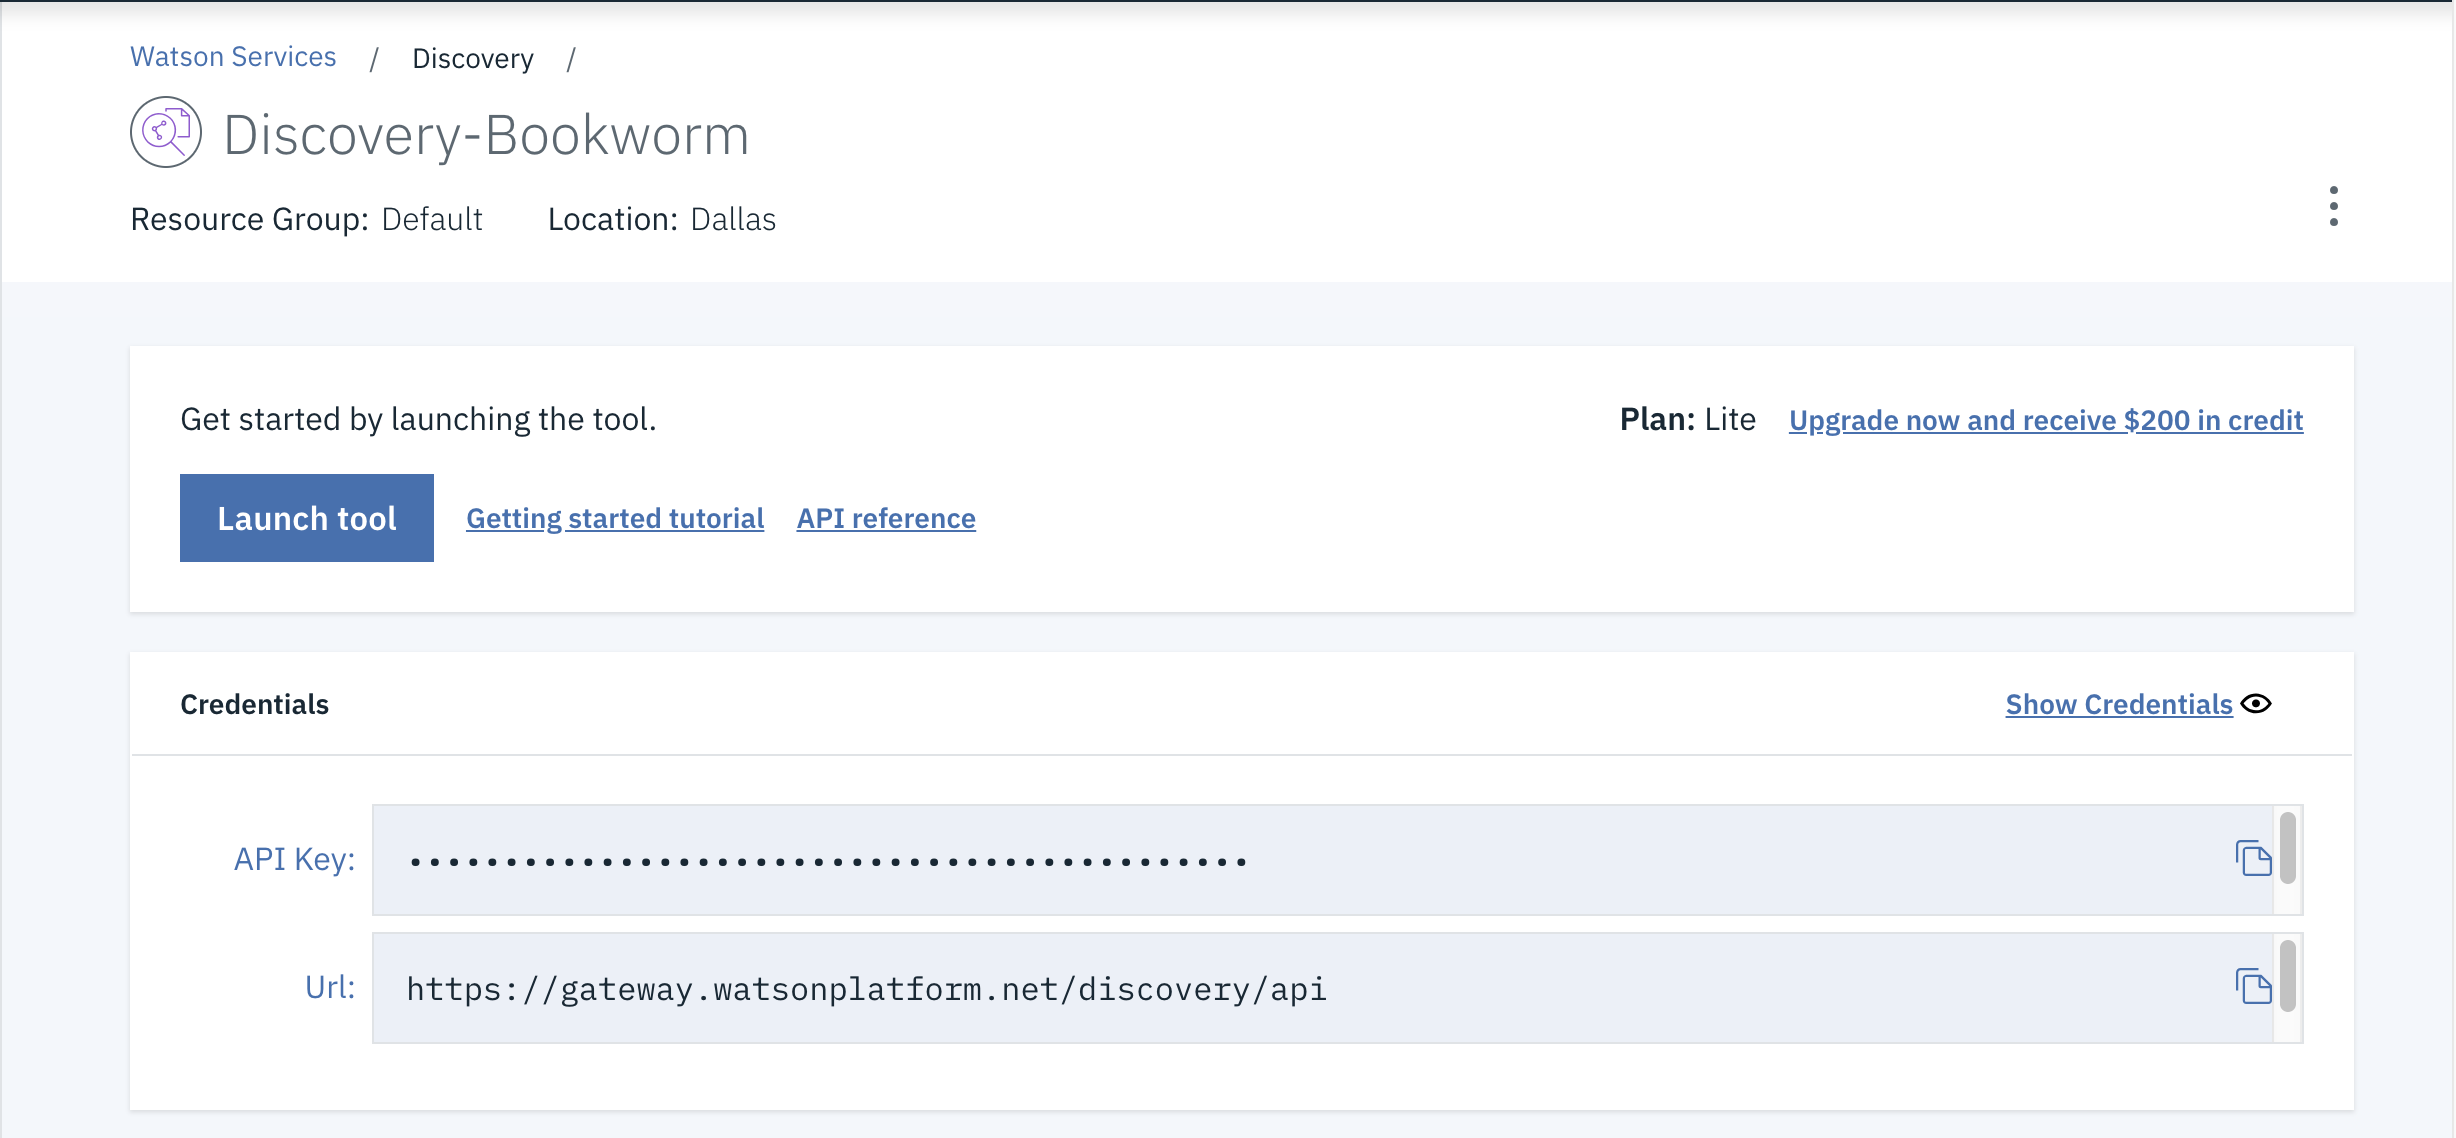 Watson Services / Discovery /
Discovery-Bookworm
Resource Group: Default Location: Dallas
Get started by launching the tool.
Plan: Lite Upgrade now and receive $200 in credit
Launch tool Getting started tutorial API reference
Credentials Show Credentials
API Key: ••••••••••••••••••••••••••••••••••••••••••••
Url: https://gateway.watsonplatform.net/discovery/api